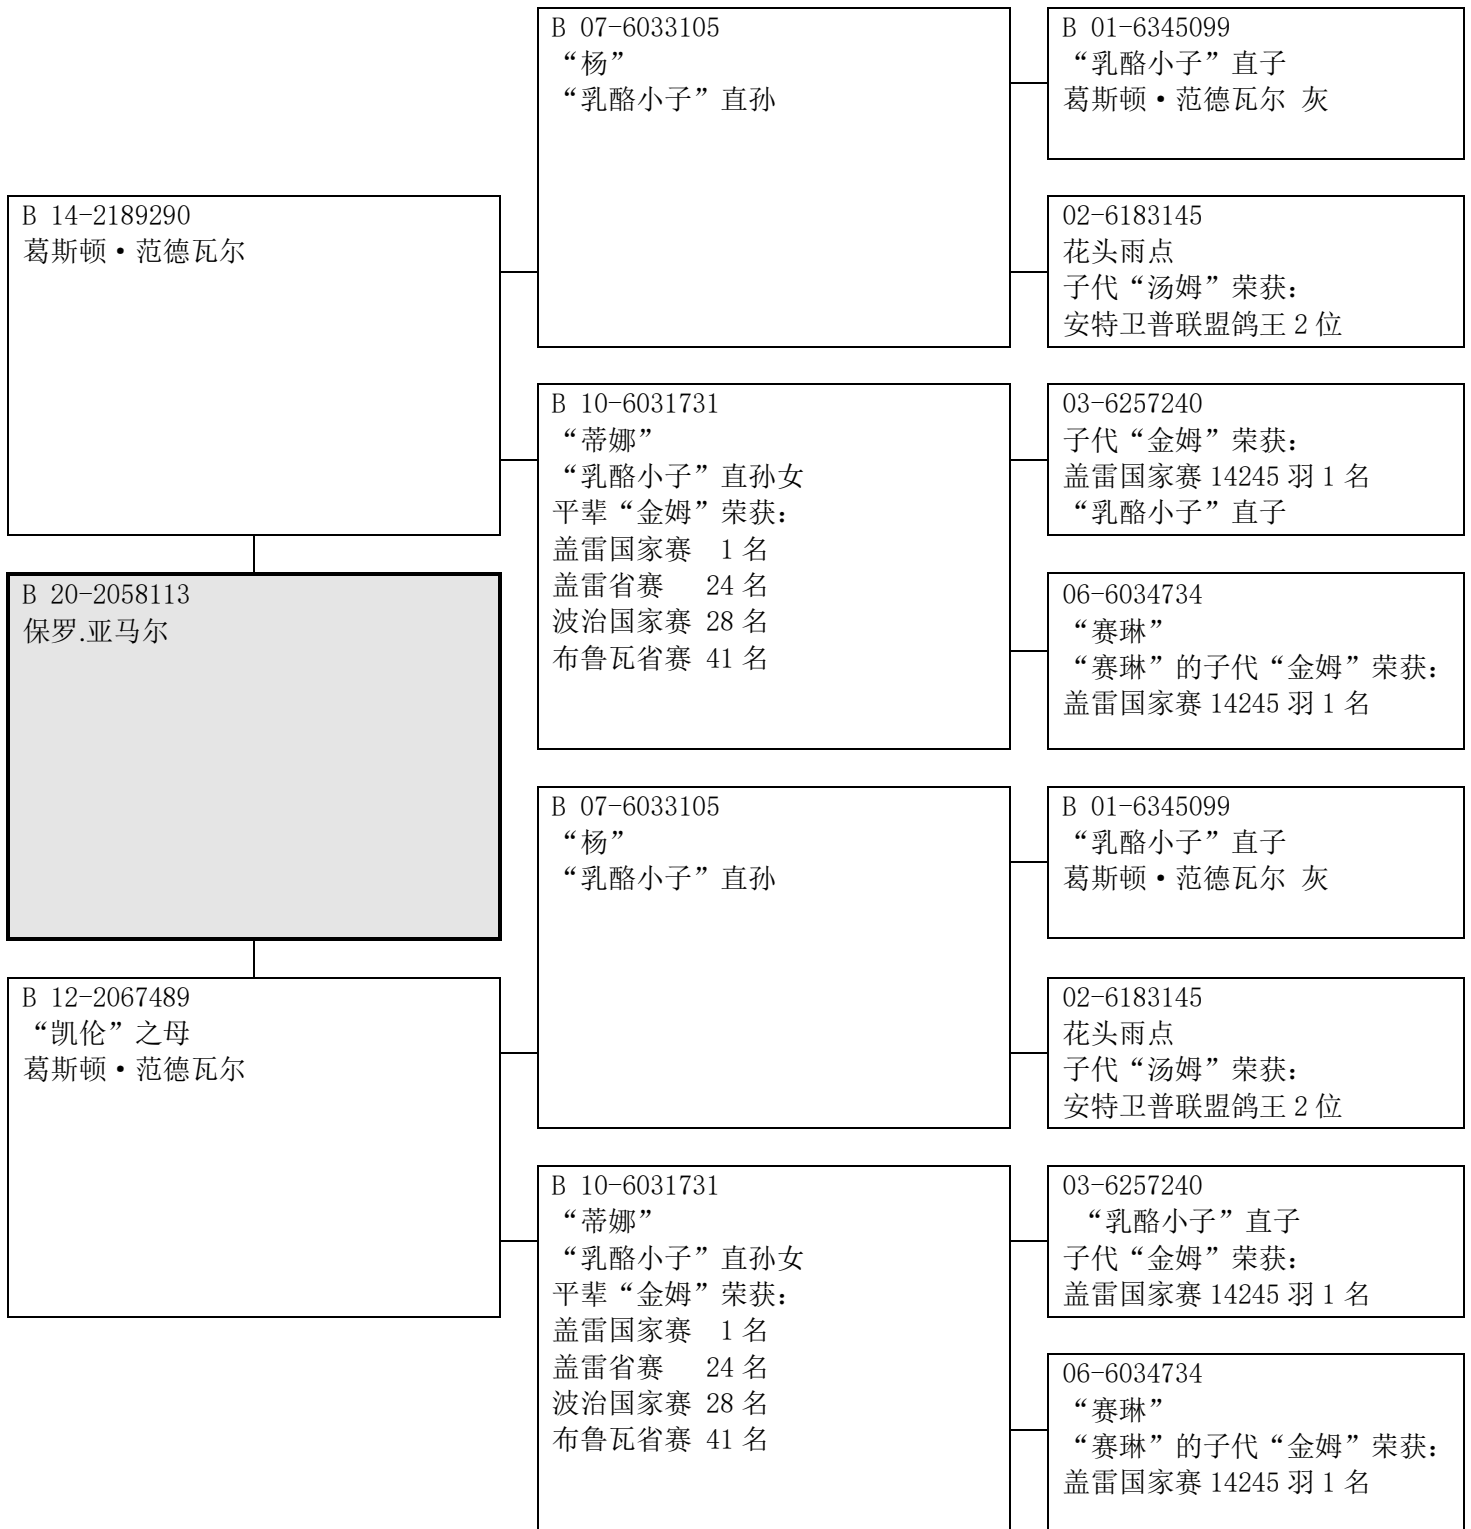 B 14-2189290
葛斯顿·范德瓦尔
B 20-2058113
保罗.亚马尔
B 12-2067489
“凯伦”之母
葛斯顿·范德瓦尔
B 07-6033105
“杨”
“乳酪小子”直孙
B 10-6031731
“蒂娜”
“乳酪小子”直孙女
平辈“金姆”荣获：
盖雷国家赛 1 名
盖雷省赛 24 名
波治国家赛 28 名
布鲁瓦省赛 41 名
B 07-6033105
“杨”
“乳酪小子”直孙
B 10-6031731
“蒂娜”
“乳酪小子”直孙女
平辈“金姆”荣获：
盖雷国家赛 1 名
盖雷省赛 24 名
波治国家赛 28 名
布鲁瓦省赛 41 名
B 01-6345099
“乳酪小子”直子
葛斯顿·范德瓦尔 灰
02-6183145
花头雨点
子代“汤姆”荣获：
安特卫普联盟鸽王 2 位
03-6257240
子代“金姆”荣获：
盖雷国家赛 14245 羽 1 名
“乳酪小子”直子
06-6034734
“赛琳”
“赛琳”的子代“金姆”荣获：
盖雷国家赛 14245 羽 1 名
B 01-6345099
“乳酪小子”直子
葛斯顿·范德瓦尔 灰
02-6183145
花头雨点
子代“汤姆”荣获：
安特卫普联盟鸽王 2 位
03-6257240
“乳酪小子”直子
子代“金姆”荣获：
盖雷国家赛 14245 羽 1 名
06-6034734
“赛琳”
“赛琳”的子代“金姆”荣获：
盖雷国家赛 14245 羽 1 名